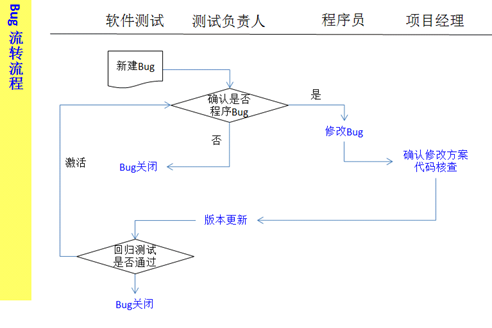 Bug 流转流程
软件测试 测试负责人 程序员 项目经理
新建Bug
确认是否
程序Bug
是
否
修改Bug
激活
Bug关闭
确认修改方案
代码核查
版本更新
回归测试
是否通过
Bug关闭